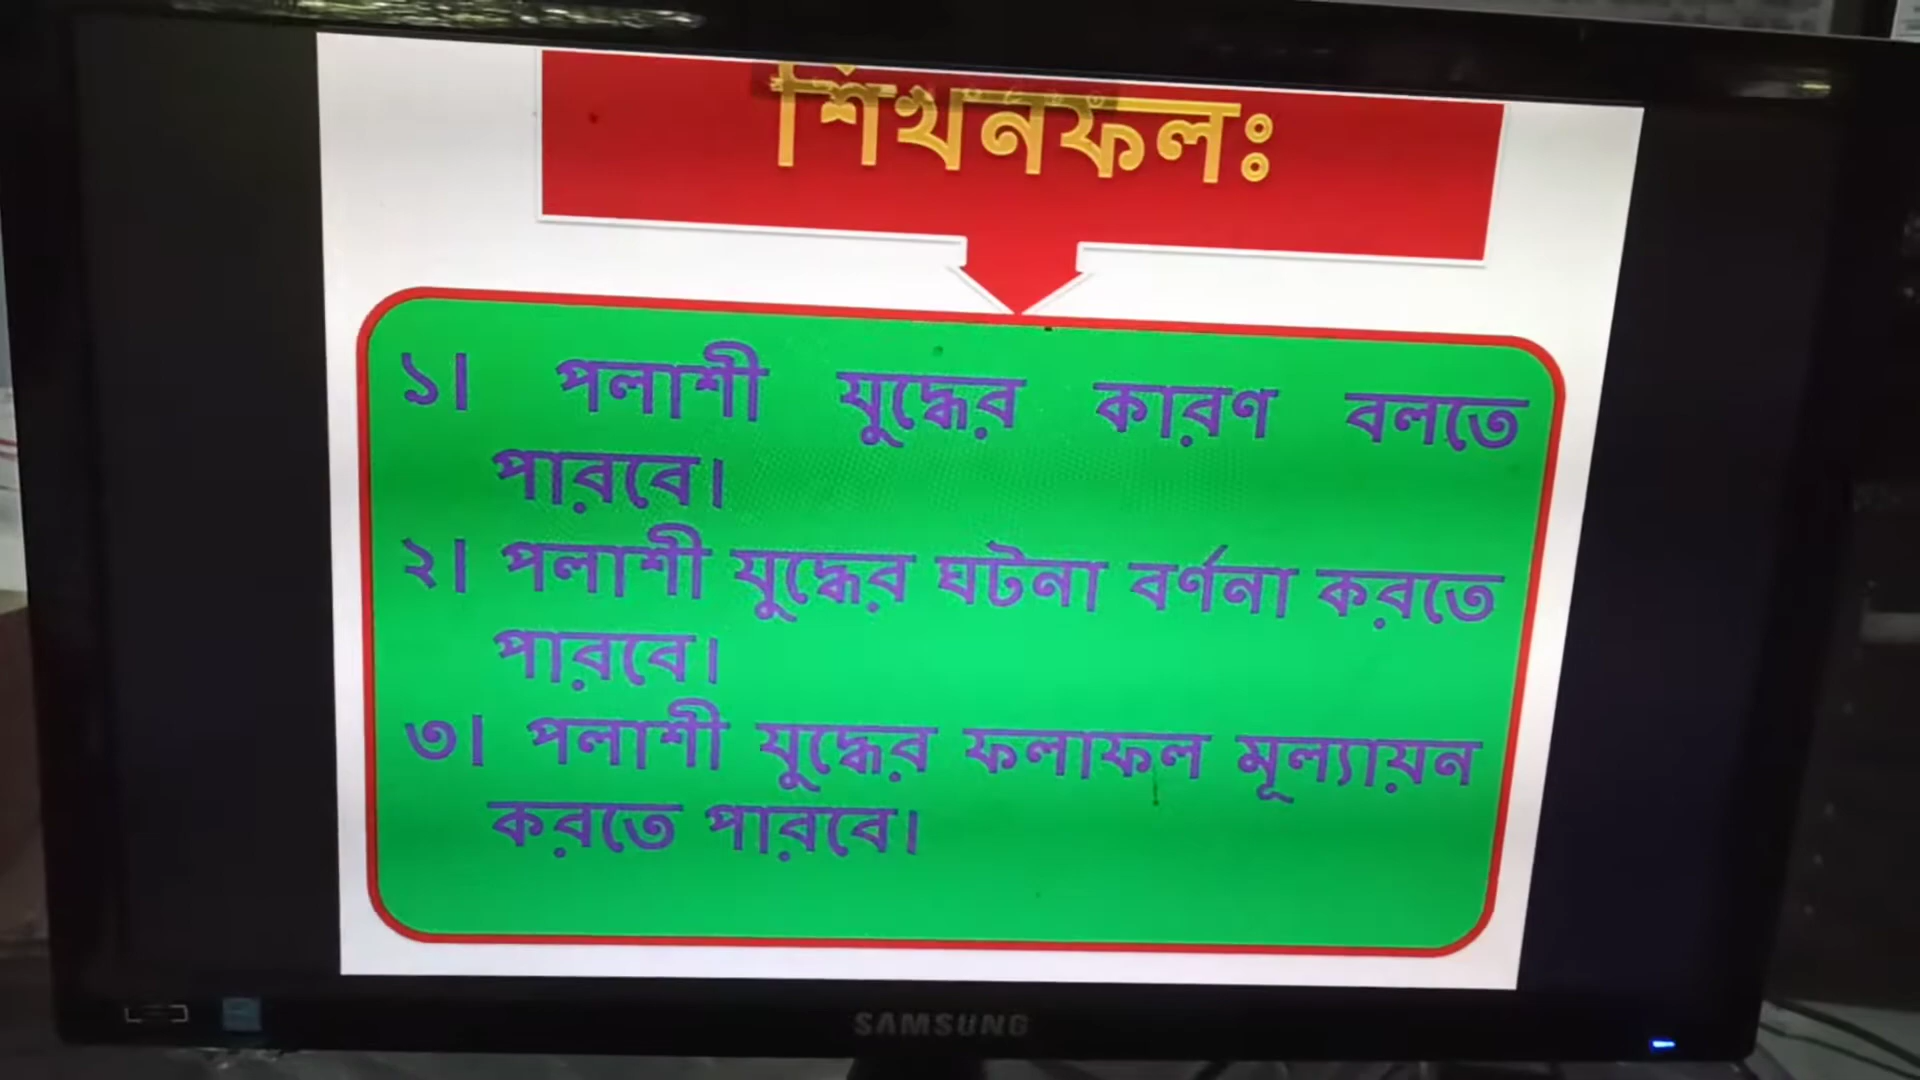 শিখনফলঃ
১। পলাশী যুদ্ধের কারণ বলতে
পারবে।
২। পলাশী যুদ্ধের ঘটনা বর্ণনা করতে
পারবে।
৩। পলাশী যুদ্ধের ফলাফল মূল্যায়ন
করতে পারবে।
SAMSUNG